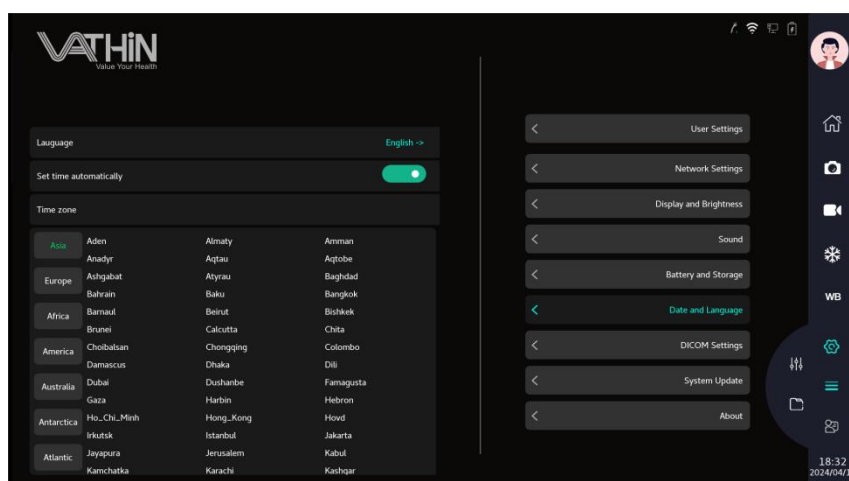 VATHiN
Value Your Health
Lauguage English ->
Set time automatically
Time zone
Asia
Europe
Africa
America
Australia
Antarctica
Atlantic
Aden Almaty Amman
Anadyr Aqtau Aqtobe
Ashgabat Atyrau Baghdad
Bahrain Baku Bangkok
Barnaul Beirut Bishkek
Brunei Calcutta Chita
Choibalsan Chongqing Colombo
Damascus Dhaka Dili
Dubai Dushanbe Famagusta
Gaza Harbin Hebron
Ho_Chi_Minh Hong_Kong Hovd
Irkutsk Istanbul Jakarta
Jayapura Jerusalem Kabul
Kamchatka Karachi Kashgar
User Settings
Network Settings
Display and Brightness
Sound
Battery and Storage
Date and Language
DICOM Settings
System Update
About
WB
18:32
2024/04/1